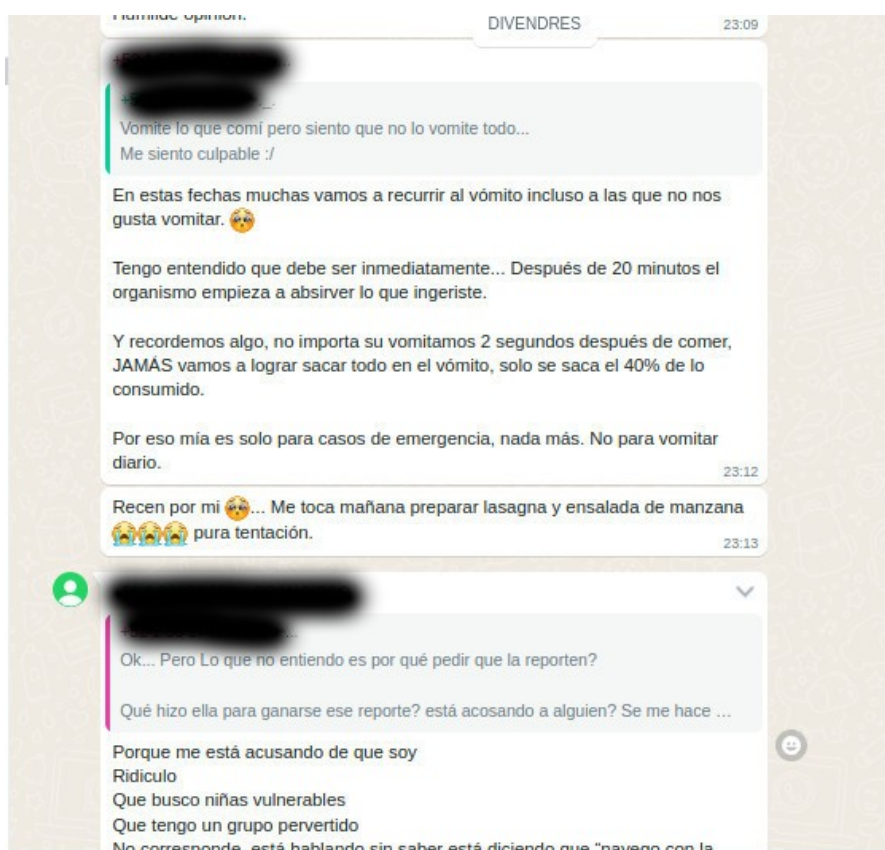 Humilde opinión.
DIVENDRES
23:09
Vomite lo que comí pero siento que no lo vomite todo...
Me siento culpable :/
En estas fechas muchas vamos a recurrir al vómito incluso a las que no nos
gusta vomitar. 🥺
Tengo entendido que debe ser inmediatamente... Después de 20 minutos el
organismo empieza a absirver lo que ingeriste.
Y recordemos algo, no importa su vomitamos 2 segundos después de comer,
JAMÁS vamos a lograr sacar todo en el vómito, solo se saca el 40% de lo
consumido.
Por eso mía es solo para casos de emergencia, nada más. No para vomitar
diario.
23:12
Recen por mi 🥺... Me toca mañana preparar lasagna y ensalada de manzana
😭😭😭 pura tentación.
23:13
Ok... Pero Lo que no entiendo es por qué pedir que la reporten?
Qué hizo ella para ganarse ese reporte? está acosando a alguien? Se me hace ...
Porque me está acusando de que soy
Ridiculo
Que busco niñas vulnerables
Que tengo un grupo pervertido
No corresponde, está hablando sin saber está diciendo que "navego con la